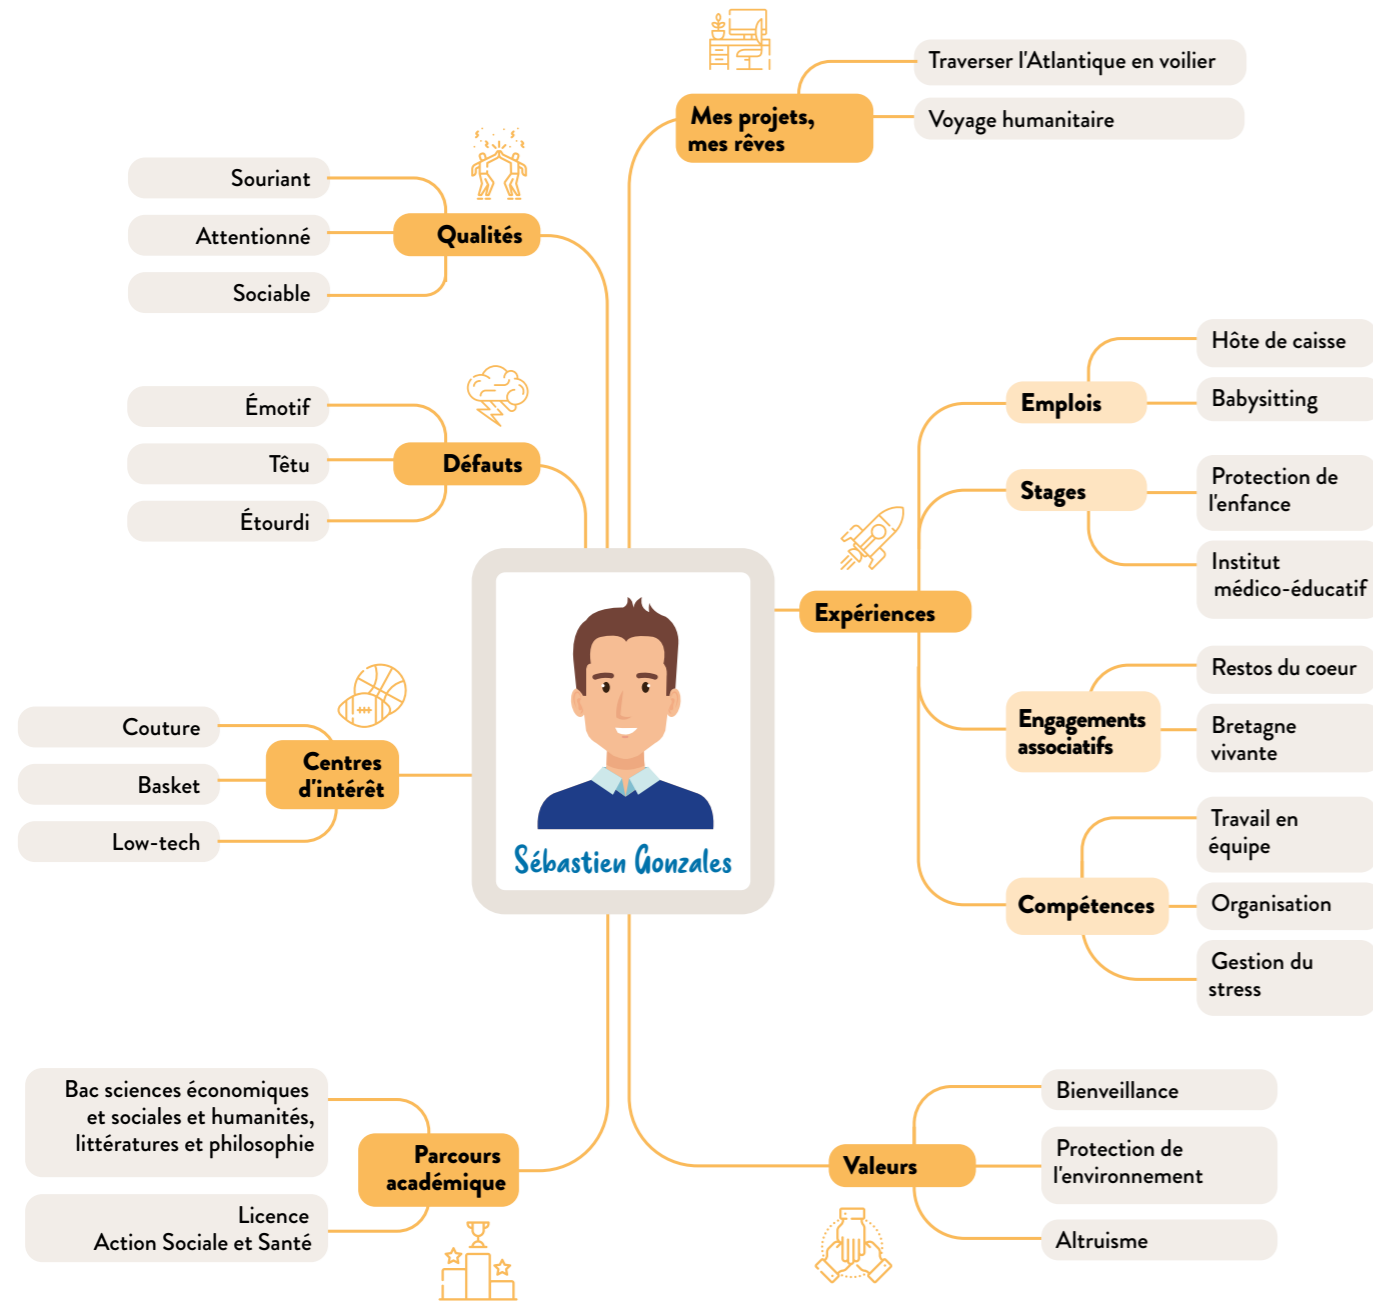 Traverser l'Atlantique en voilier
Mes projets,
mes rêves
Voyage humanitaire
Souriant
Attentionné
Qualités
Sociable
Émotif
Têtu
Défauts
Étourdi
Hôte de caisse
Emplois
Babysitting
Stages
Protection de
l'enfance
Institut
médico-éducatif
Expériences
Restos du coeur
Engagements
associatifs
Bretagne
vivante
Travail en
équipe
Compétences
Organisation
Gestion du
stress
Couture
Centres
d'intérêt
Basket
Low-tech
Sébastien Gonzales
Bac sciences économiques
et sociales et humanités,
littératures et philosophie
Parcours
académique
Licence
Action Sociale et Santé
Bienveillance
Valeurs
Protection de
l'environnement
Altruisme